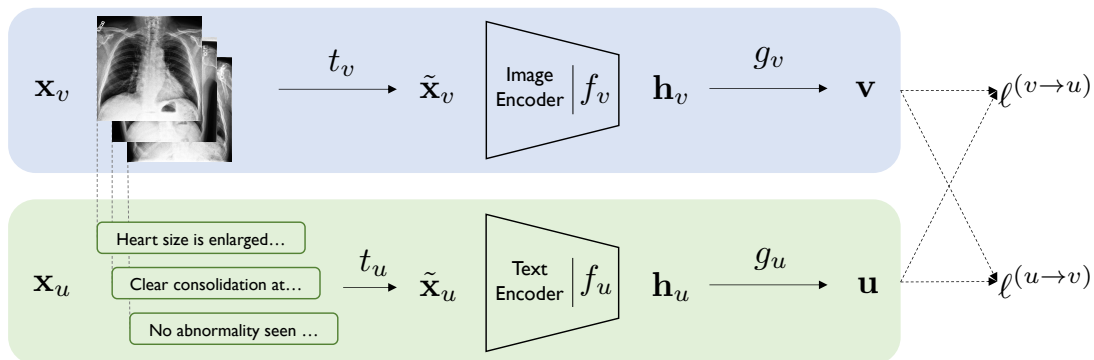 x_v
t_v
x̃_v
Image
Encoder
f_v
h_v
g_v
v
ℓ^(v→u)
Heart size is enlarged…
Clear consolidation at…
No abnormality seen …
x_u
t_u
x̃_u
Text
Encoder
f_u
h_u
g_u
u
ℓ^(u→v)